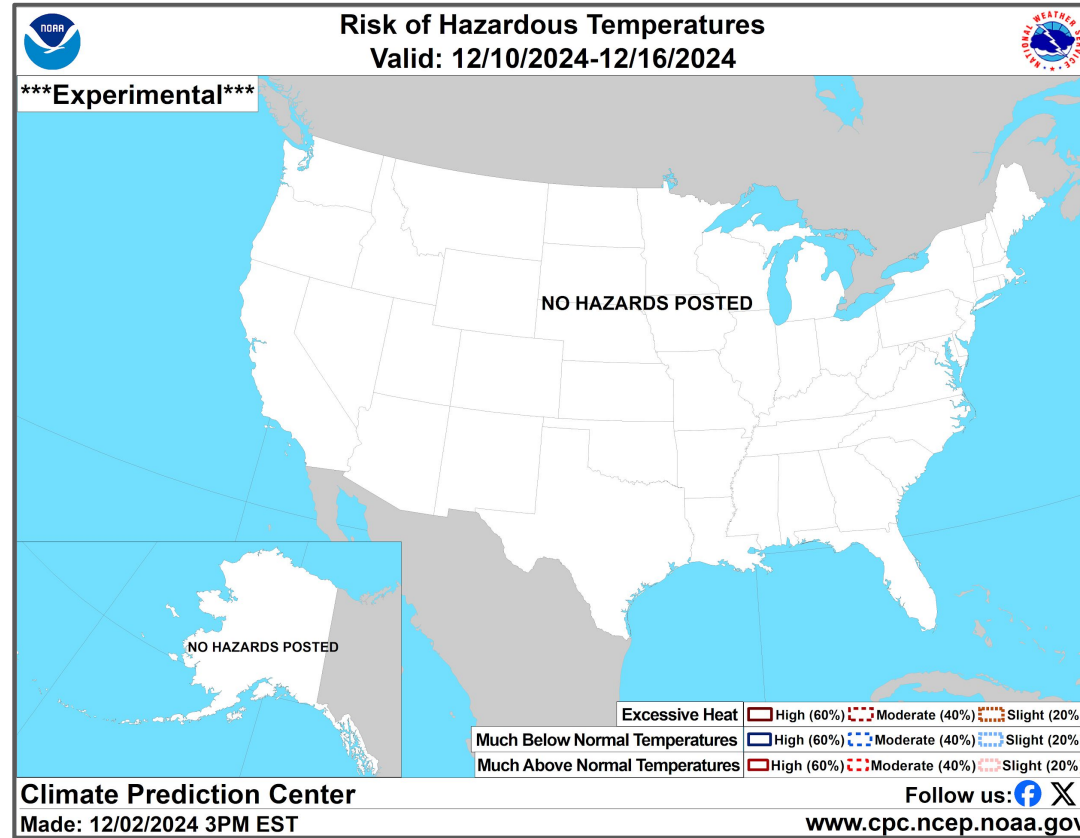 NOAA
Risk of Hazardous Temperatures
Valid: 12/10/2024-12/16/2024
NATIONAL WEATHER SERVICE
***Experimental***
NO HAZARDS POSTED
NO HAZARDS POSTED
Excessive Heat High (60%) Moderate (40%) Slight (20%
Much Below Normal Temperatures High (60%) Moderate (40%) Slight (20%
Much Above Normal Temperatures High (60%) Moderate (40%) Slight (20%
Climate Prediction Center
Follow us:
Made: 12/02/2024 3PM EST
www.cpc.ncep.noaa.gov